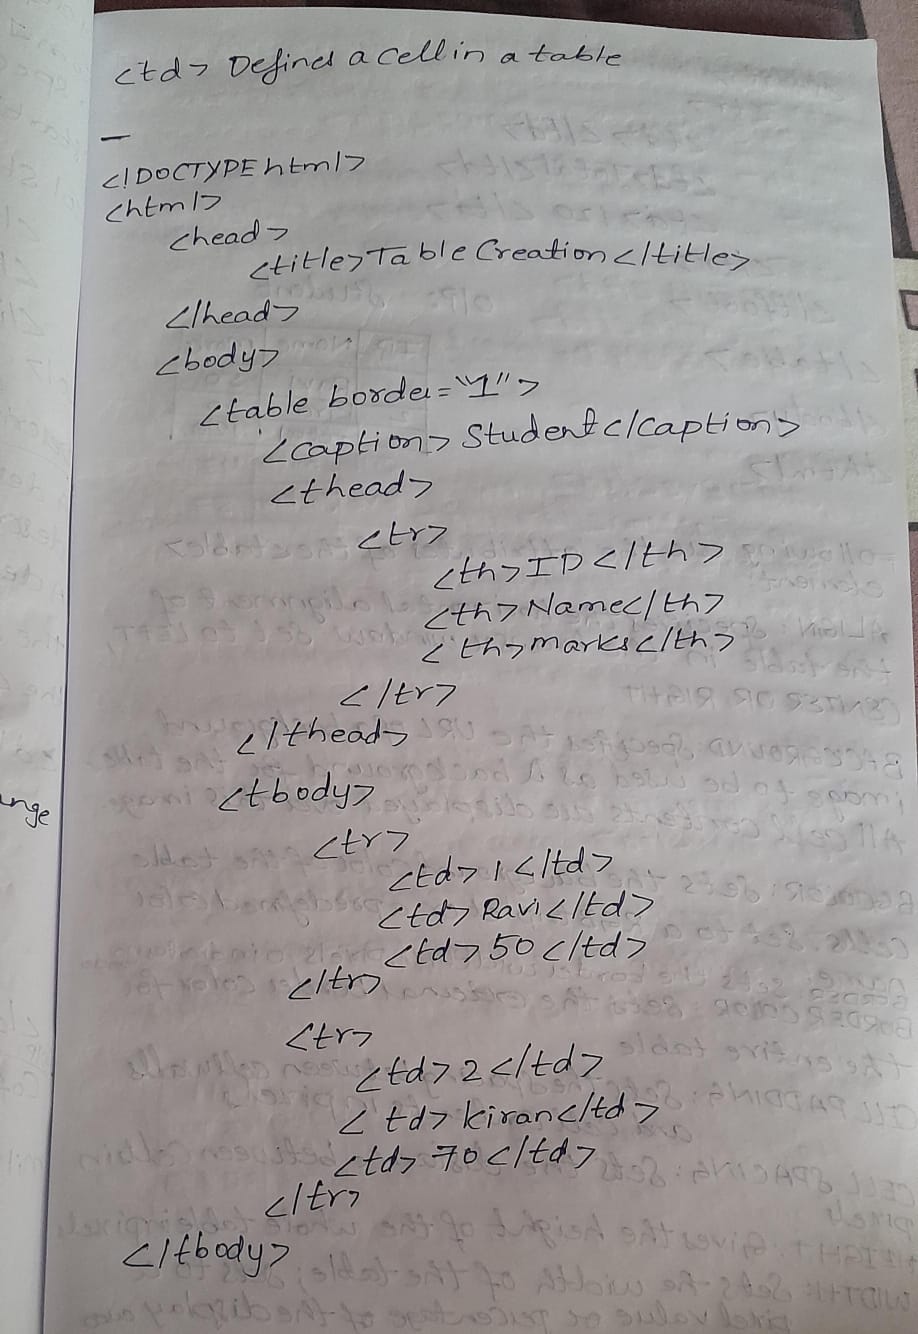 <td> Defines a cell in a table
<!DOCTYPE html>
<html>
<head>
<title>Table Creation</title>
</head>
<body>
<table border="1">
<caption> Student </caption>
<thead>
<tr>
<th>ID </th>
<th>Name</th>
<th>marks</th>
</tr>
</thead>
<tbody>
<tr>
<td>1</td>
<td>Ravi</td>
<td>50</td>
</tr>
<tr>
<td>2</td>
<td>kiran</td>
<td>70</td>
</tr>
</tbody>